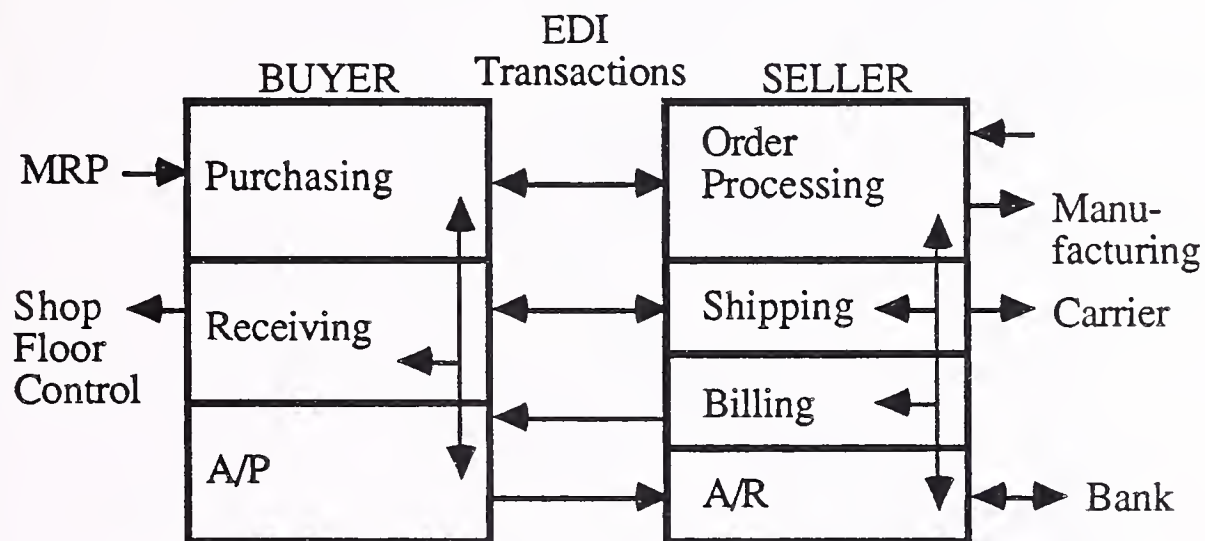 EDI
Transactions
BUYER
SELLER
MRP
Purchasing
Order
Processing
Manu-
facturing
Shop
Floor
Control
Receiving
Shipping
Carrier
Billing
A/P
A/R
Bank